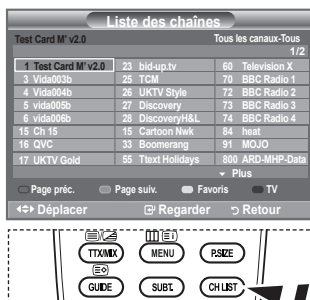 Liste des chaînes
Test Card M' v2.0 Tous les canaux-Tous
1/2
1 Test Card M' v2.0 23 bid-up.tv 60 Television X
3 Vida003b 25 TCM 70 BBC Radio 1
4 Vida004b 26 UKTV Style 72 BBC Radio 2
5 vida005b 27 Discovery 73 BBC Radio 3
6 vida006b 28 DiscoveryH&L 74 BBC Radio 4
15 Ch 15 15 Cartoon Nwk 84 heat
16 QVC 33 Boomerang 91 MOJO
17 UKTV Gold 55 Ttext Holidays 800 ARD-MHP-Data
Plus
Page préc. Page suiv. Favoris TV
Déplacer Regarder Retour
TTX/MIX MENU P.SIZE
GUIDE SUBT. CH LIST